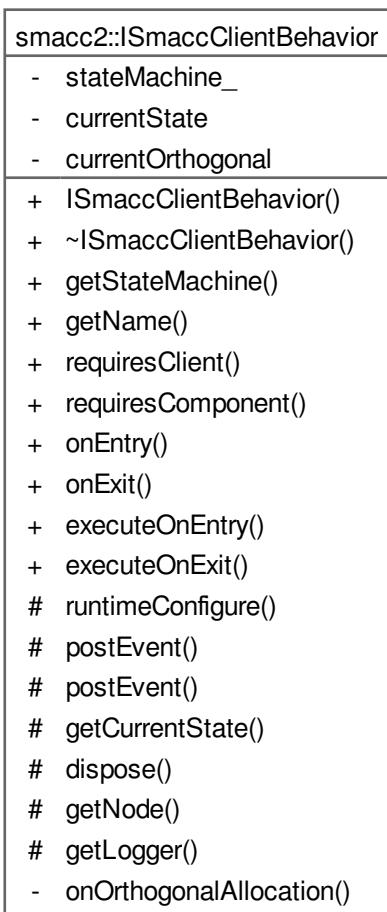 smacc2::ISmaccClientBehavior
- stateMachine_
- currentState
- currentOrthogonal
+ ISmaccClientBehavior()
+ ~ISmaccClientBehavior()
+ getStateMachine()
+ getName()
+ requiresClient()
+ requiresComponent()
+ onEntry()
+ onExit()
+ executeOnEntry()
+ executeOnExit()
# runtimeConfigure()
# postEvent()
# postEvent()
# getCurrentState()
# dispose()
# getNode()
# getLogger()
- onOrthogonalAllocation()